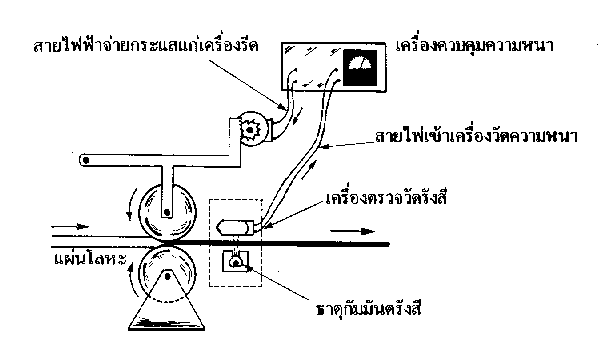 สายไฟฟ้าจ่ายกระแสแก่เครื่องรีด
เครื่องควบคุมความหนา
สายไฟเข้าเครื่องวัดความหนา
เครื่องตรวจวัดรังสี
แผ่นโลหะ
ธาตุกัมมันตรังสี